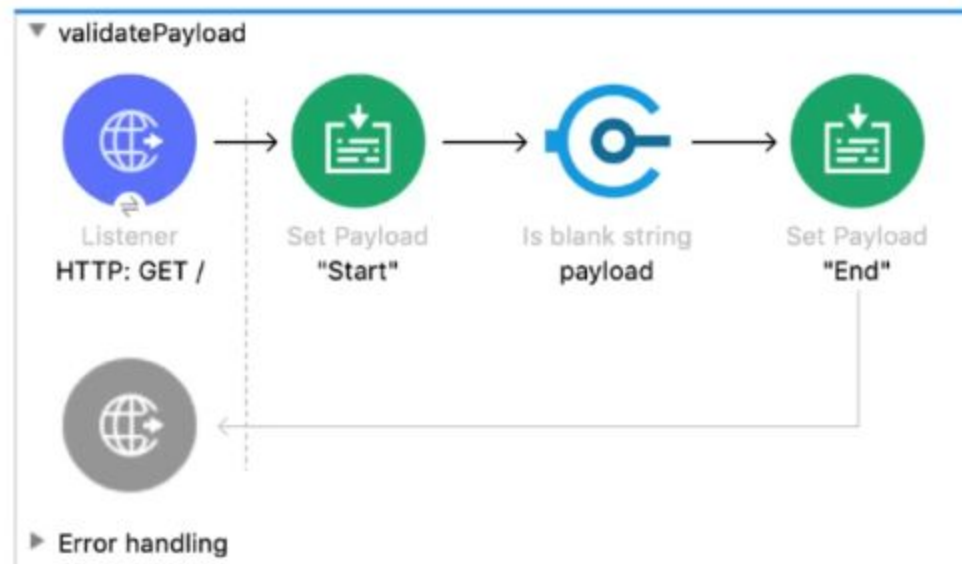 validatePayload
Listener
HTTP: GET /
Set Payload
"Start"
Is blank string
payload
Set Payload
"End"
Error handling